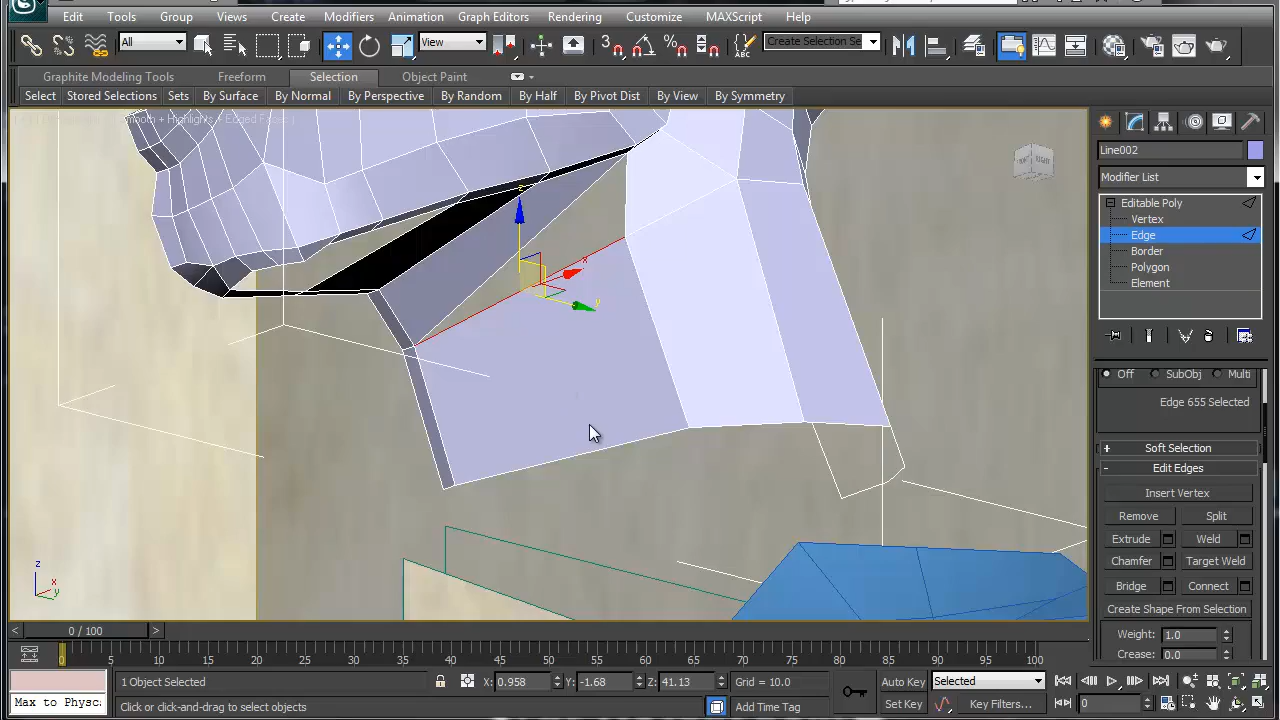 Edit Tools Group Views Create Modifiers Animation Graph Editors Rendering Customize MAXScript Help
All View 3 ABC Create Selection Se
Graphite Modeling Tools Freeform Selection Object Paint
Select Stored Selections Sets By Surface By Normal By Perspective By Random By Half By Pivot Dist By View By Symmetry
Smooth + Highlights + Edged Faces
Line002
Modifier List
Editable Poly
Vertex
Edge
Border
Polygon
Element
Off SubObj Multi
Edge 655 Selected
+ Soft Selection
- Edit Edges
Insert Vertex
Remove Split
Extrude Weld
Chamfer Target Weld
Bridge Connect
Create Shape From Selection
Weight: 1.0
Crease: 0.0
z
x
y
z
x
y
< 0 / 100 >
0 5 10 15 20 25 30 35 40 45 50 55 60 65 70 75 80 85 90 95 100
1 Object Selected X: 0.958 Y: -1.68 Z: 41.13 Grid = 10.0 Auto Key Selected
Max to Physc Click or click-and-drag to select objects Add Time Tag Set Key Key Filters... 0